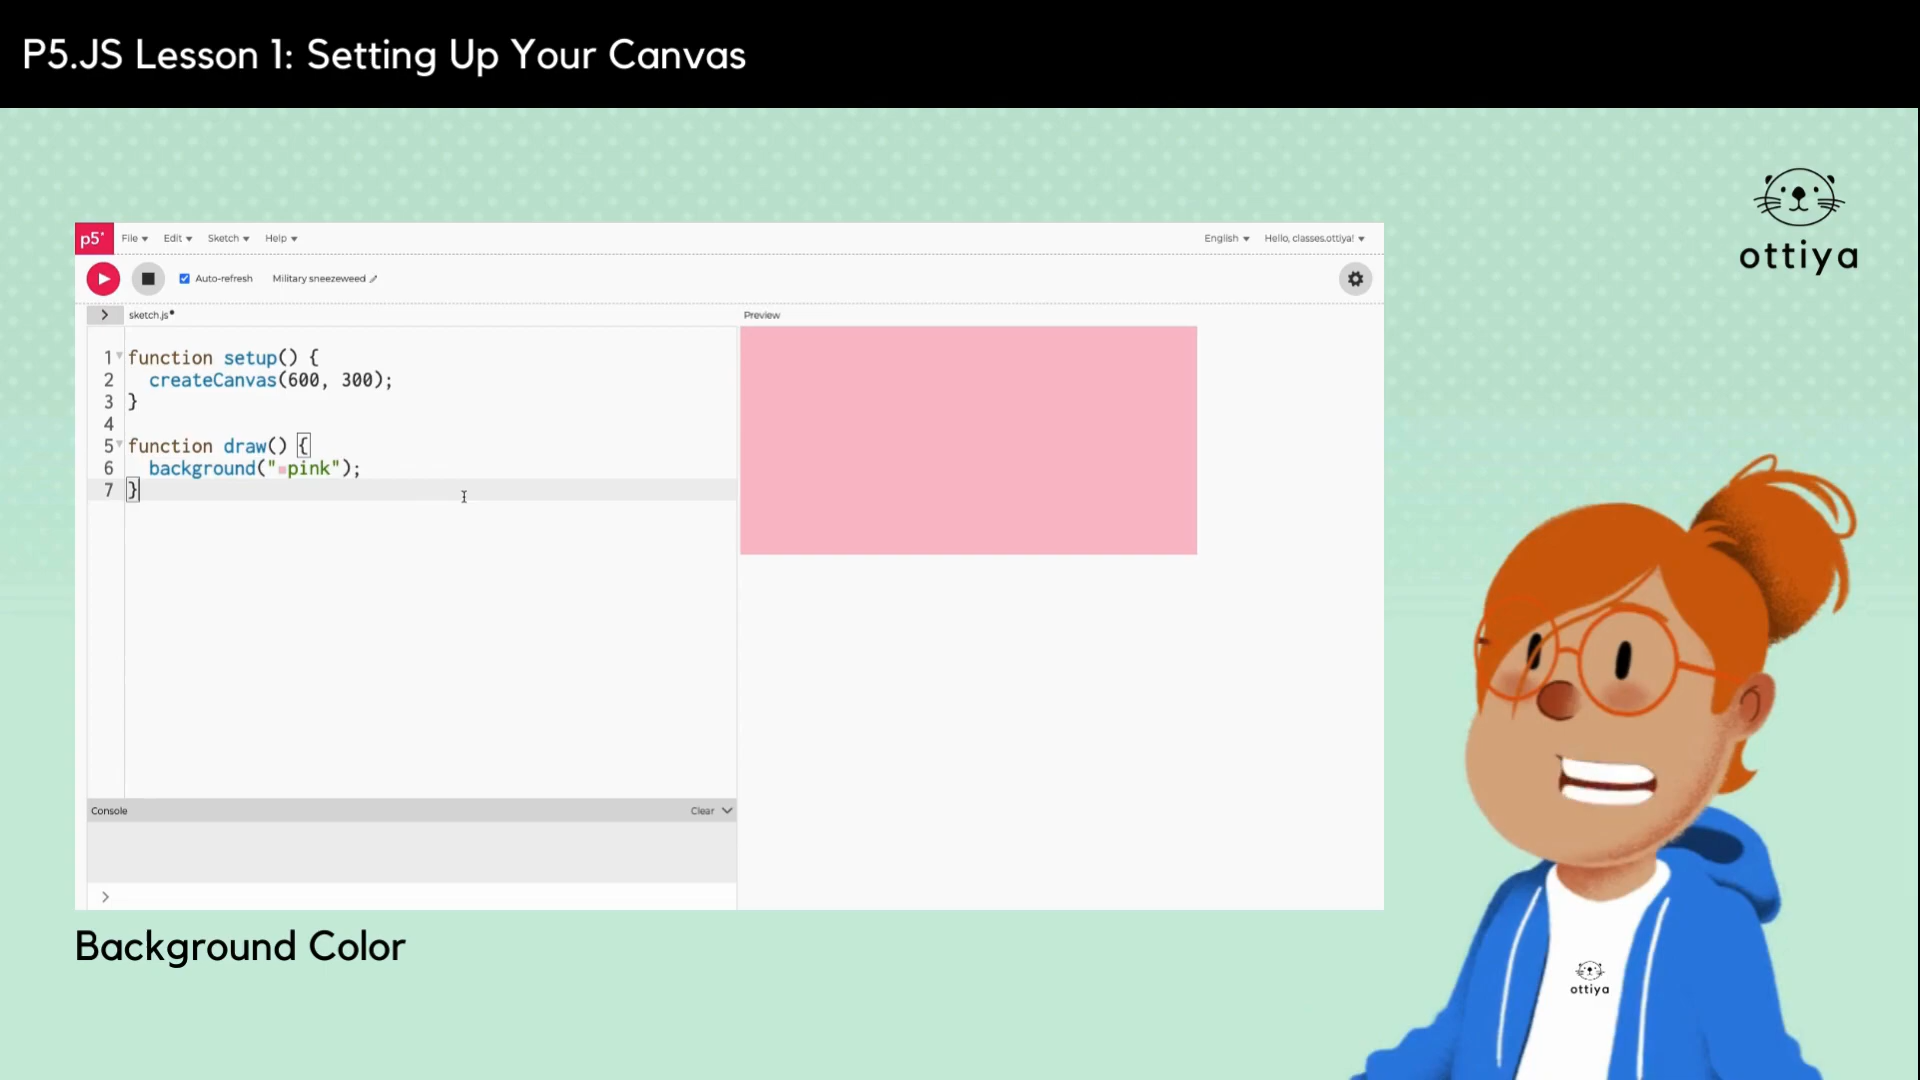 P5.JS Lesson 1: Setting Up Your Canvas
ottiya
p5* File Edit Sketch Help English Hello, classes.ottiya!
Auto-refresh Military sneezeweed
> sketch.js Preview
1 function setup() {
2 createCanvas(600, 300);
3 }
4
5 function draw() {
6 background("pink");
7 }
Console Clear
>
Background Color
ottiya